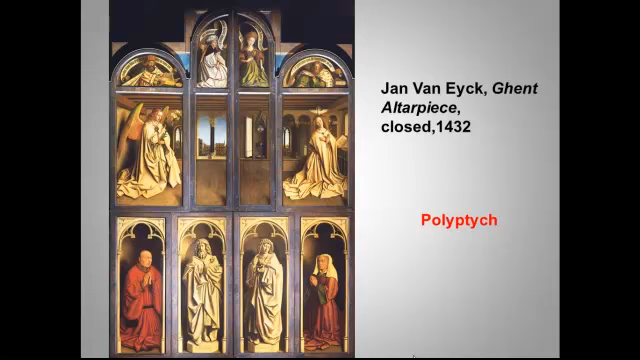 Jan Van Eyck, Ghent
Altarpiece,
closed,1432
Polyptych